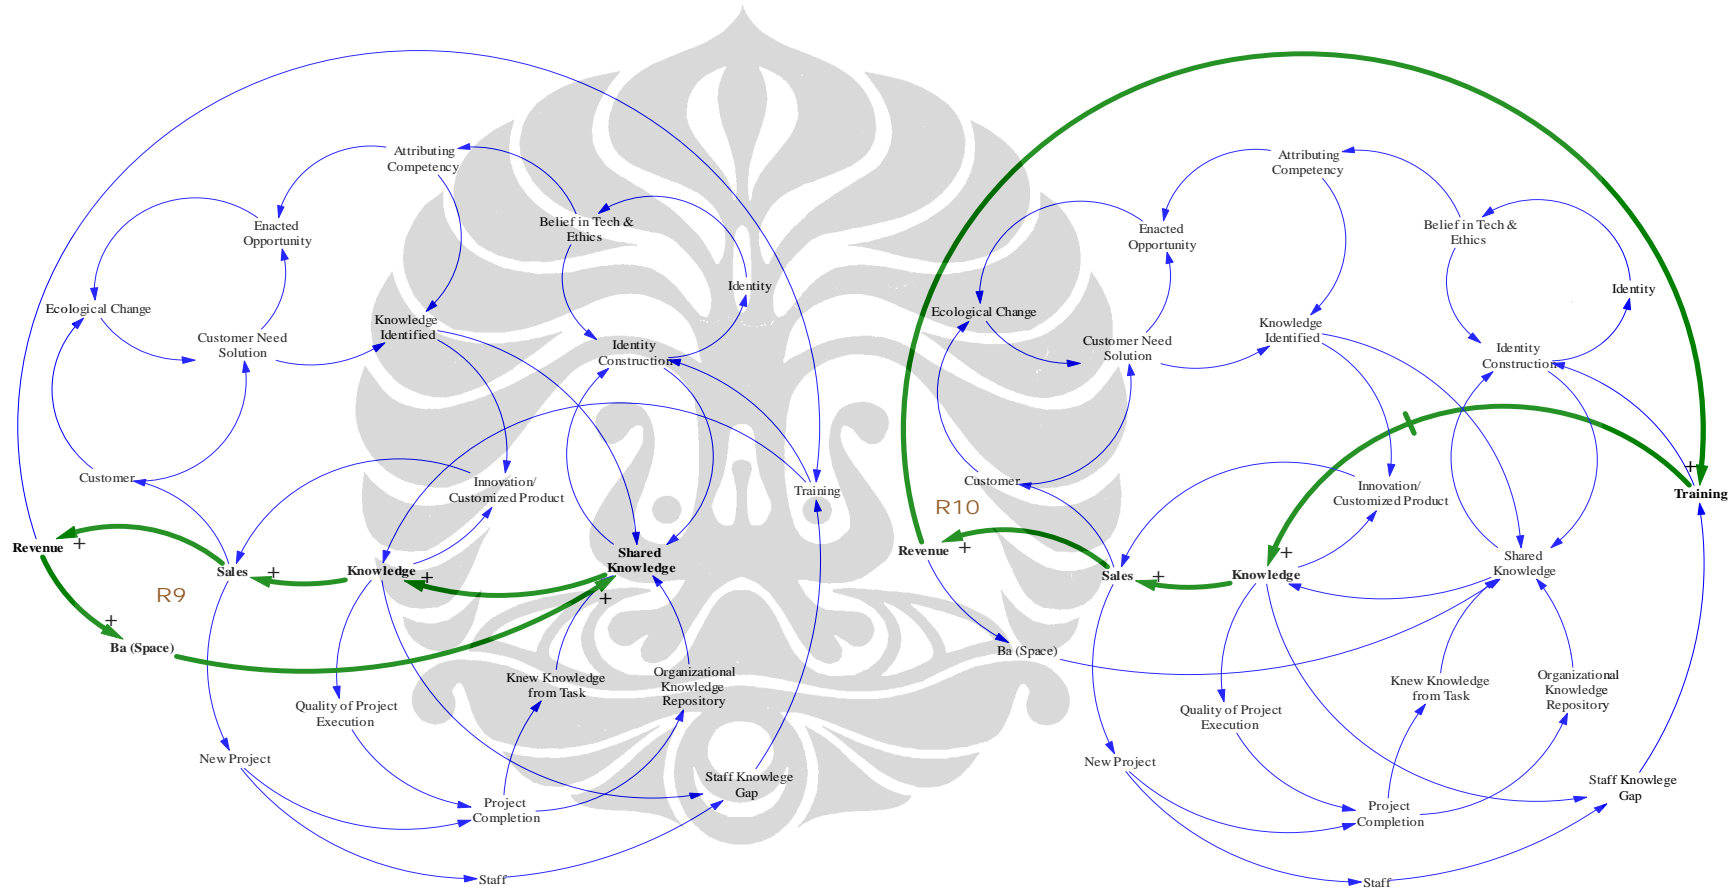 Attributing
Competency
Enacted
Opportunity
Belief in Tech &
Ethics
Identity
Ecological Change
Knowledge
Identified
Customer Need
Solution
Identity
Construction
Customer
Innovation/
Customized Product
Training
Revenue
+
Shared
Knowledge
Sales
+
Knowledge
+
R9
+
+
Ba (Space)
Knew Knowledge
from Task
Organizational
Knowledge
Repository
Quality of Project
Execution
New Project
Staff Knowlege
Gap
Project
Completion
Staff
Attributing
Competency
Enacted
Opportunity
Belief in Tech &
Ethics
Identity
Ecological Change
Knowledge
Identified
Customer Need
Solution
Identity
Construction
Customer
Innovation/
Customized Product
+
Training
R10
Revenue
+
Shared
Knowledge
Sales
+
Knowledge
+
Ba (Space)
Knew Knowledge
from Task
Organizational
Knowledge
Repository
Quality of Project
Execution
New Project
Staff Knowlege
Gap
Project
Completion
Staff